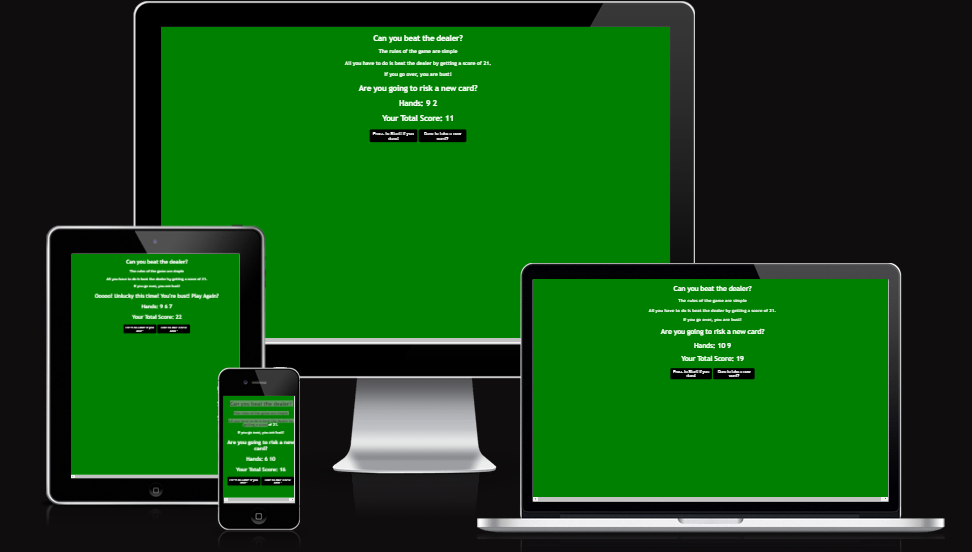 Can you beat the dealer?
The rules of the game are simple
All you have to do is beat the dealer by getting a score of 21.
If you go over, you are bust!
Are you going to risk a new card?
Hands: 9 2
Your Total Score: 11
Press to Start! If you
dare!
Dare to take a new
card?
Can you beat the dealer?
The rules of the game are simple
All you have to do is beat the dealer by getting a score of 21.
If you go over, you are bust!
Ooooh! Unlucky this time! You're bust! Play Again?
Hands: 9 6 7
Your Total Score: 22
Can you beat the dealer?
of 21.
If you go over, you are bust!
Are you going to risk a new
card?
Hands: 6 10
Your Total Score: 16
Can you beat the dealer?
The rules of the game are simple
All you have to do is beat the dealer by getting a score of 21.
If you go over, you are bust!
Are you going to risk a new card?
Hands: 10 9
Your Total Score: 19
Press to Start! If you
dare!
Dare to take a new
card?